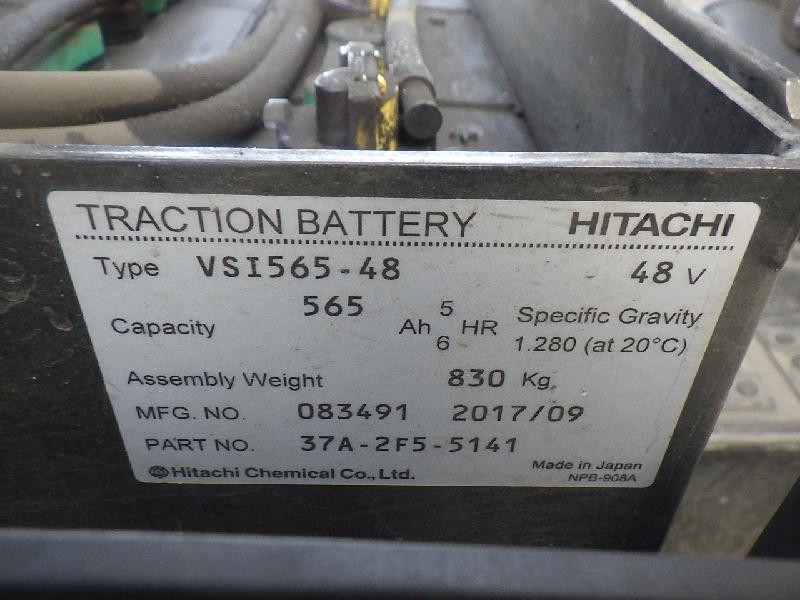 TRACTION BATTERY HITACHI
Type VSI565-48 48 V
Capacity 565 Ah 5 HR Specific Gravity
6 1.280 (at 20°C)
Assembly Weight 830 Kg
MFG. NO. 083491 2017/09
PART NO. 37A-2F5-5141
Hitachi Chemical Co., Ltd. Made in Japan
NPB-908A